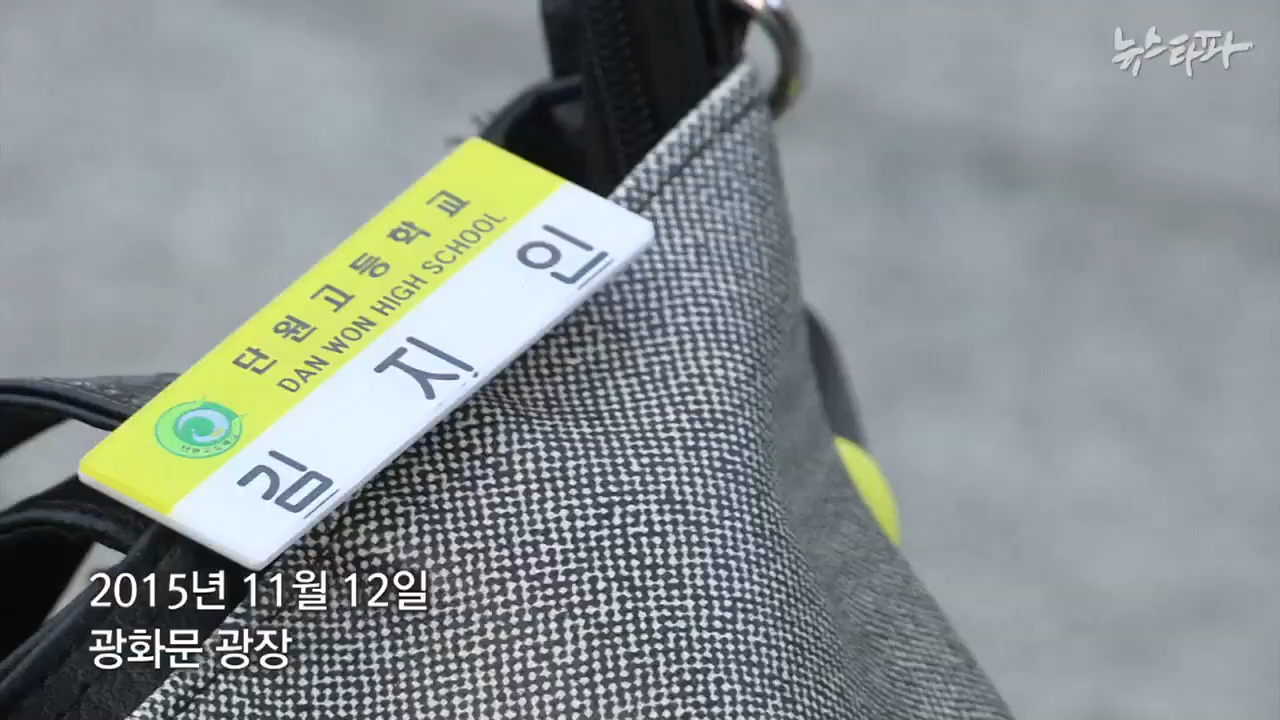 뉴스타파
단원고등학교
DAN WON HIGH SCHOOL
김지인
2015년 11월 12일
광화문 광장